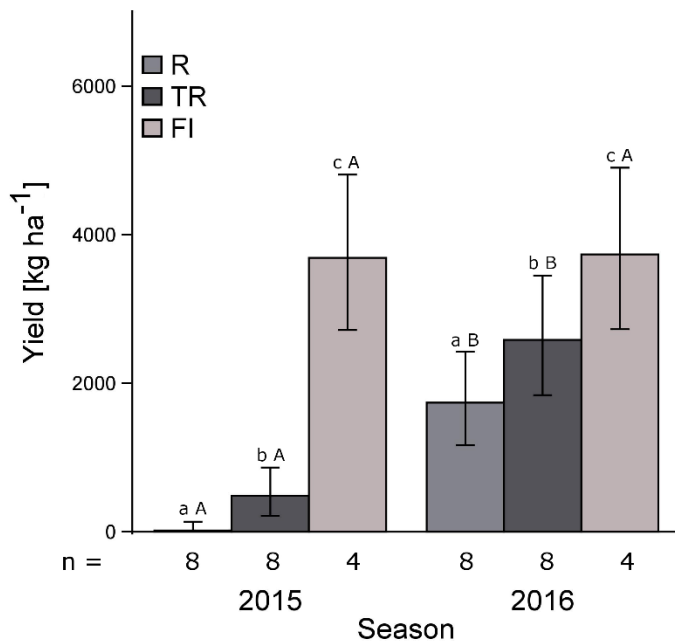 R
TR
FI
6000
4000
2000
0
Yield [kg ha⁻¹]
a A
b A
c A
a B
b B
c A
n = 8 8 4 8 8 4
2015 2016
Season